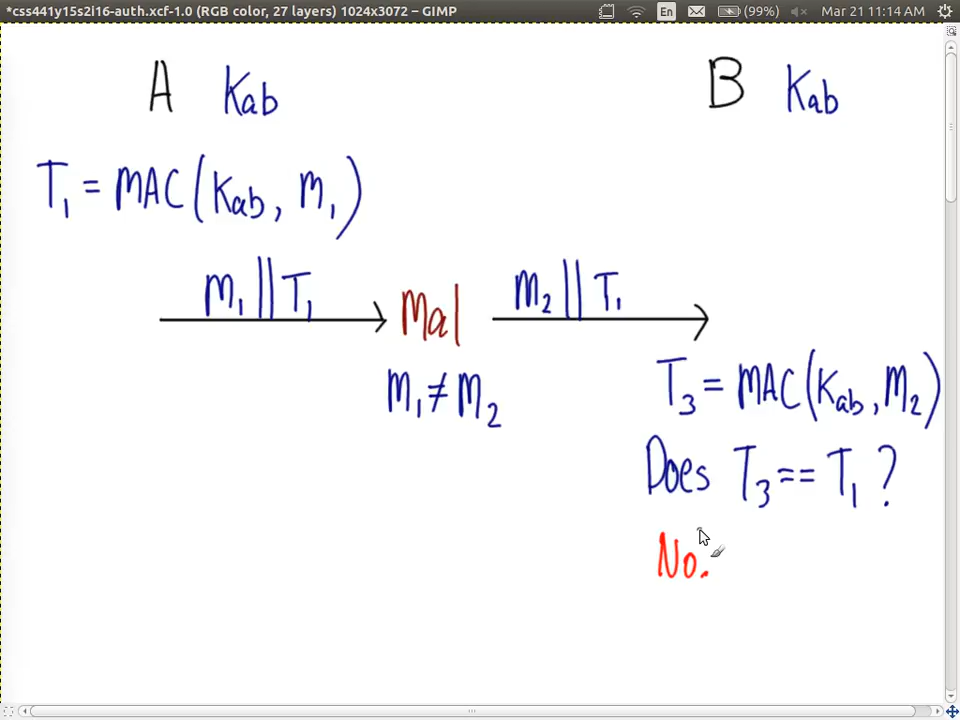 *css441y15s2i16-auth.xcf-1.0 (RGB color, 27 layers) 1024x3072 – GIMP En (99%) Mar 21 11:14 AM
A Kab B Kab
T1 = MAC(Kab, M1)
M1 || T1 Mal M2 || T1
M1 ≠ M2
T3 = MAC(Kab, M2)
Does T3 == T1 ?
No.